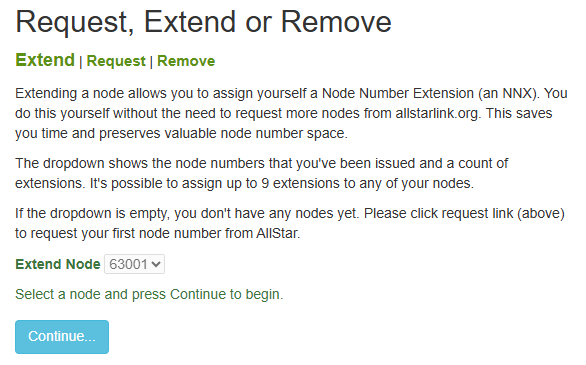 Request, Extend or Remove
Extend | Request | Remove
Extending a node allows you to assign yourself a Node Number Extension (an NNX). You
do this yourself without the need to request more nodes from allstarlink.org. This saves
you time and preserves valuable node number space.
The dropdown shows the node numbers that you've been issued and a count of
extensions. It's possible to assign up to 9 extensions to any of your nodes.
If the dropdown is empty, you don't have any nodes yet. Please click request link (above)
to request your first node number from AllStar.
Extend Node 63001
Select a node and press Continue to begin.
Continue...